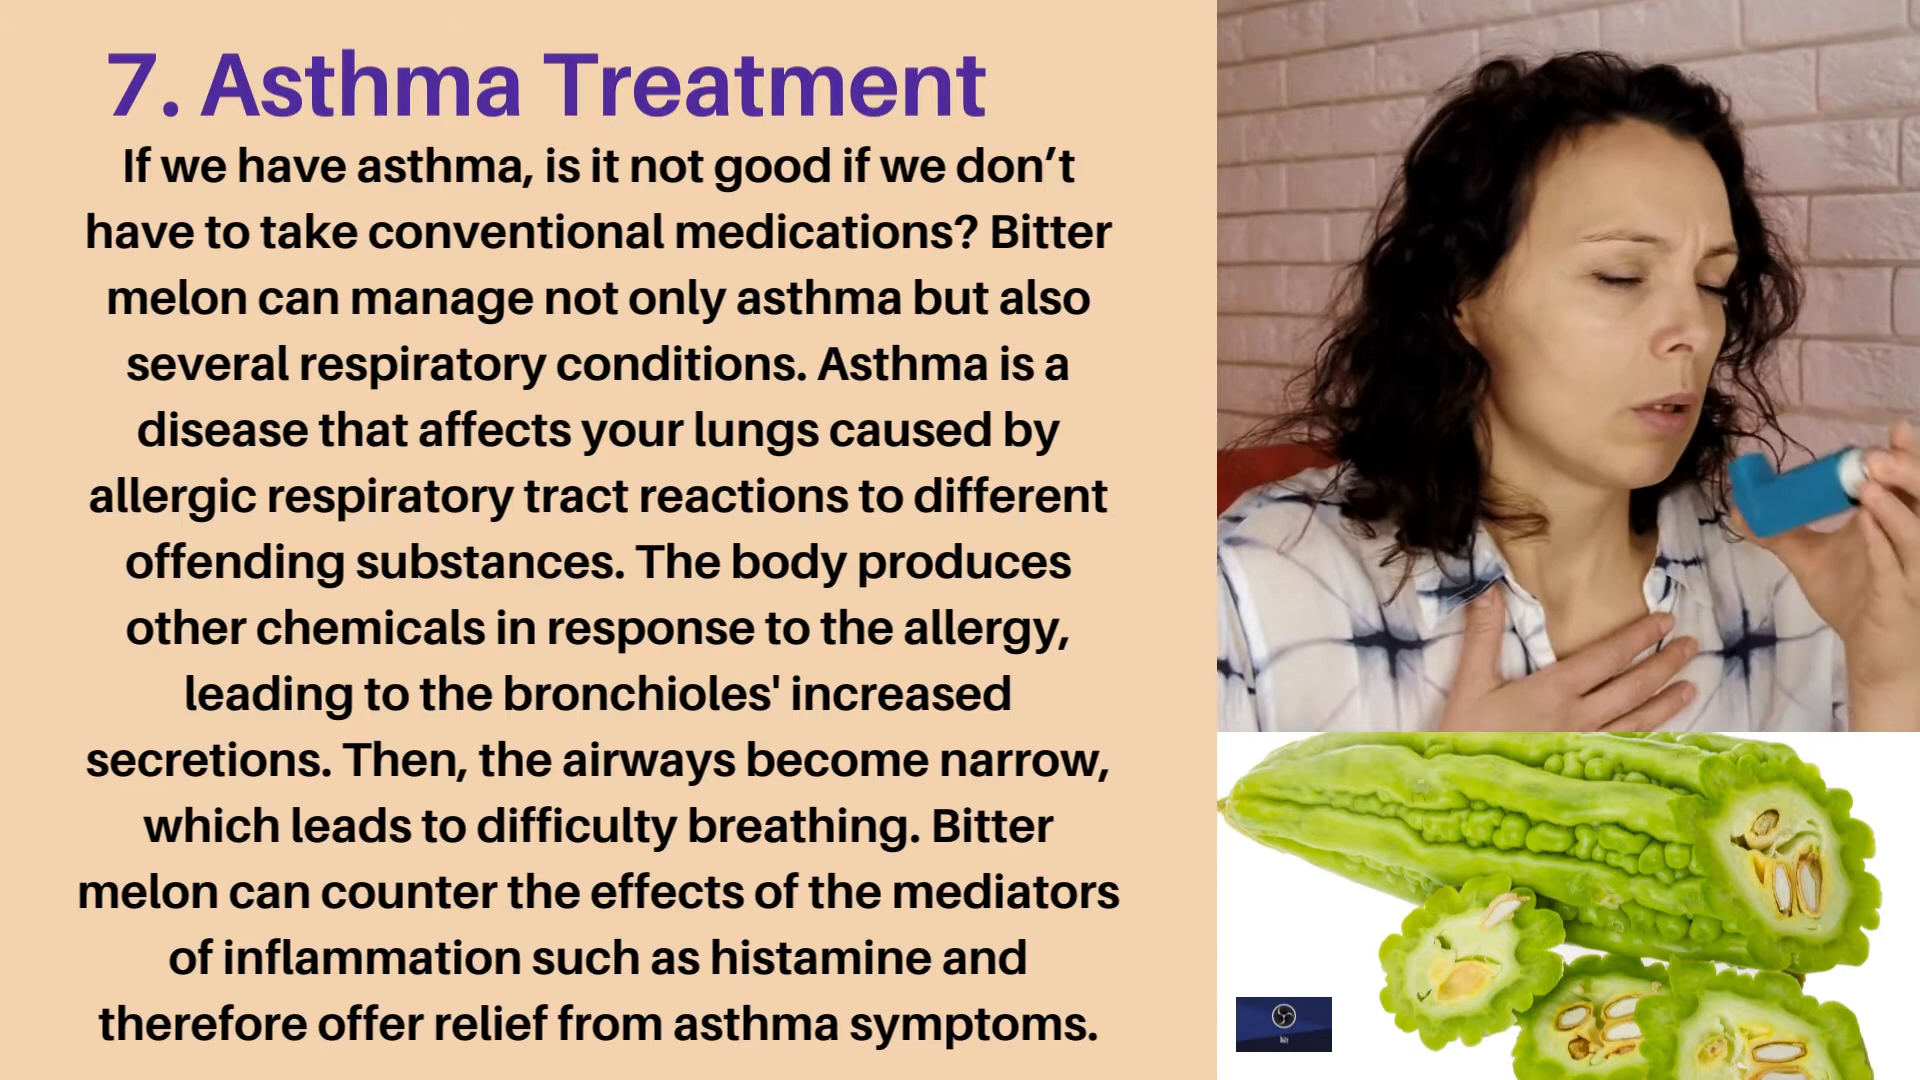 7. Asthma Treatment
If we have asthma, is it not good if we don’t
have to take conventional medications? Bitter
melon can manage not only asthma but also
several respiratory conditions. Asthma is a
disease that affects your lungs caused by
allergic respiratory tract reactions to different
offending substances. The body produces
other chemicals in response to the allergy,
leading to the bronchioles' increased
secretions. Then, the airways become narrow,
which leads to difficulty breathing. Bitter
melon can counter the effects of the mediators
of inflammation such as histamine and
therefore offer relief from asthma symptoms.